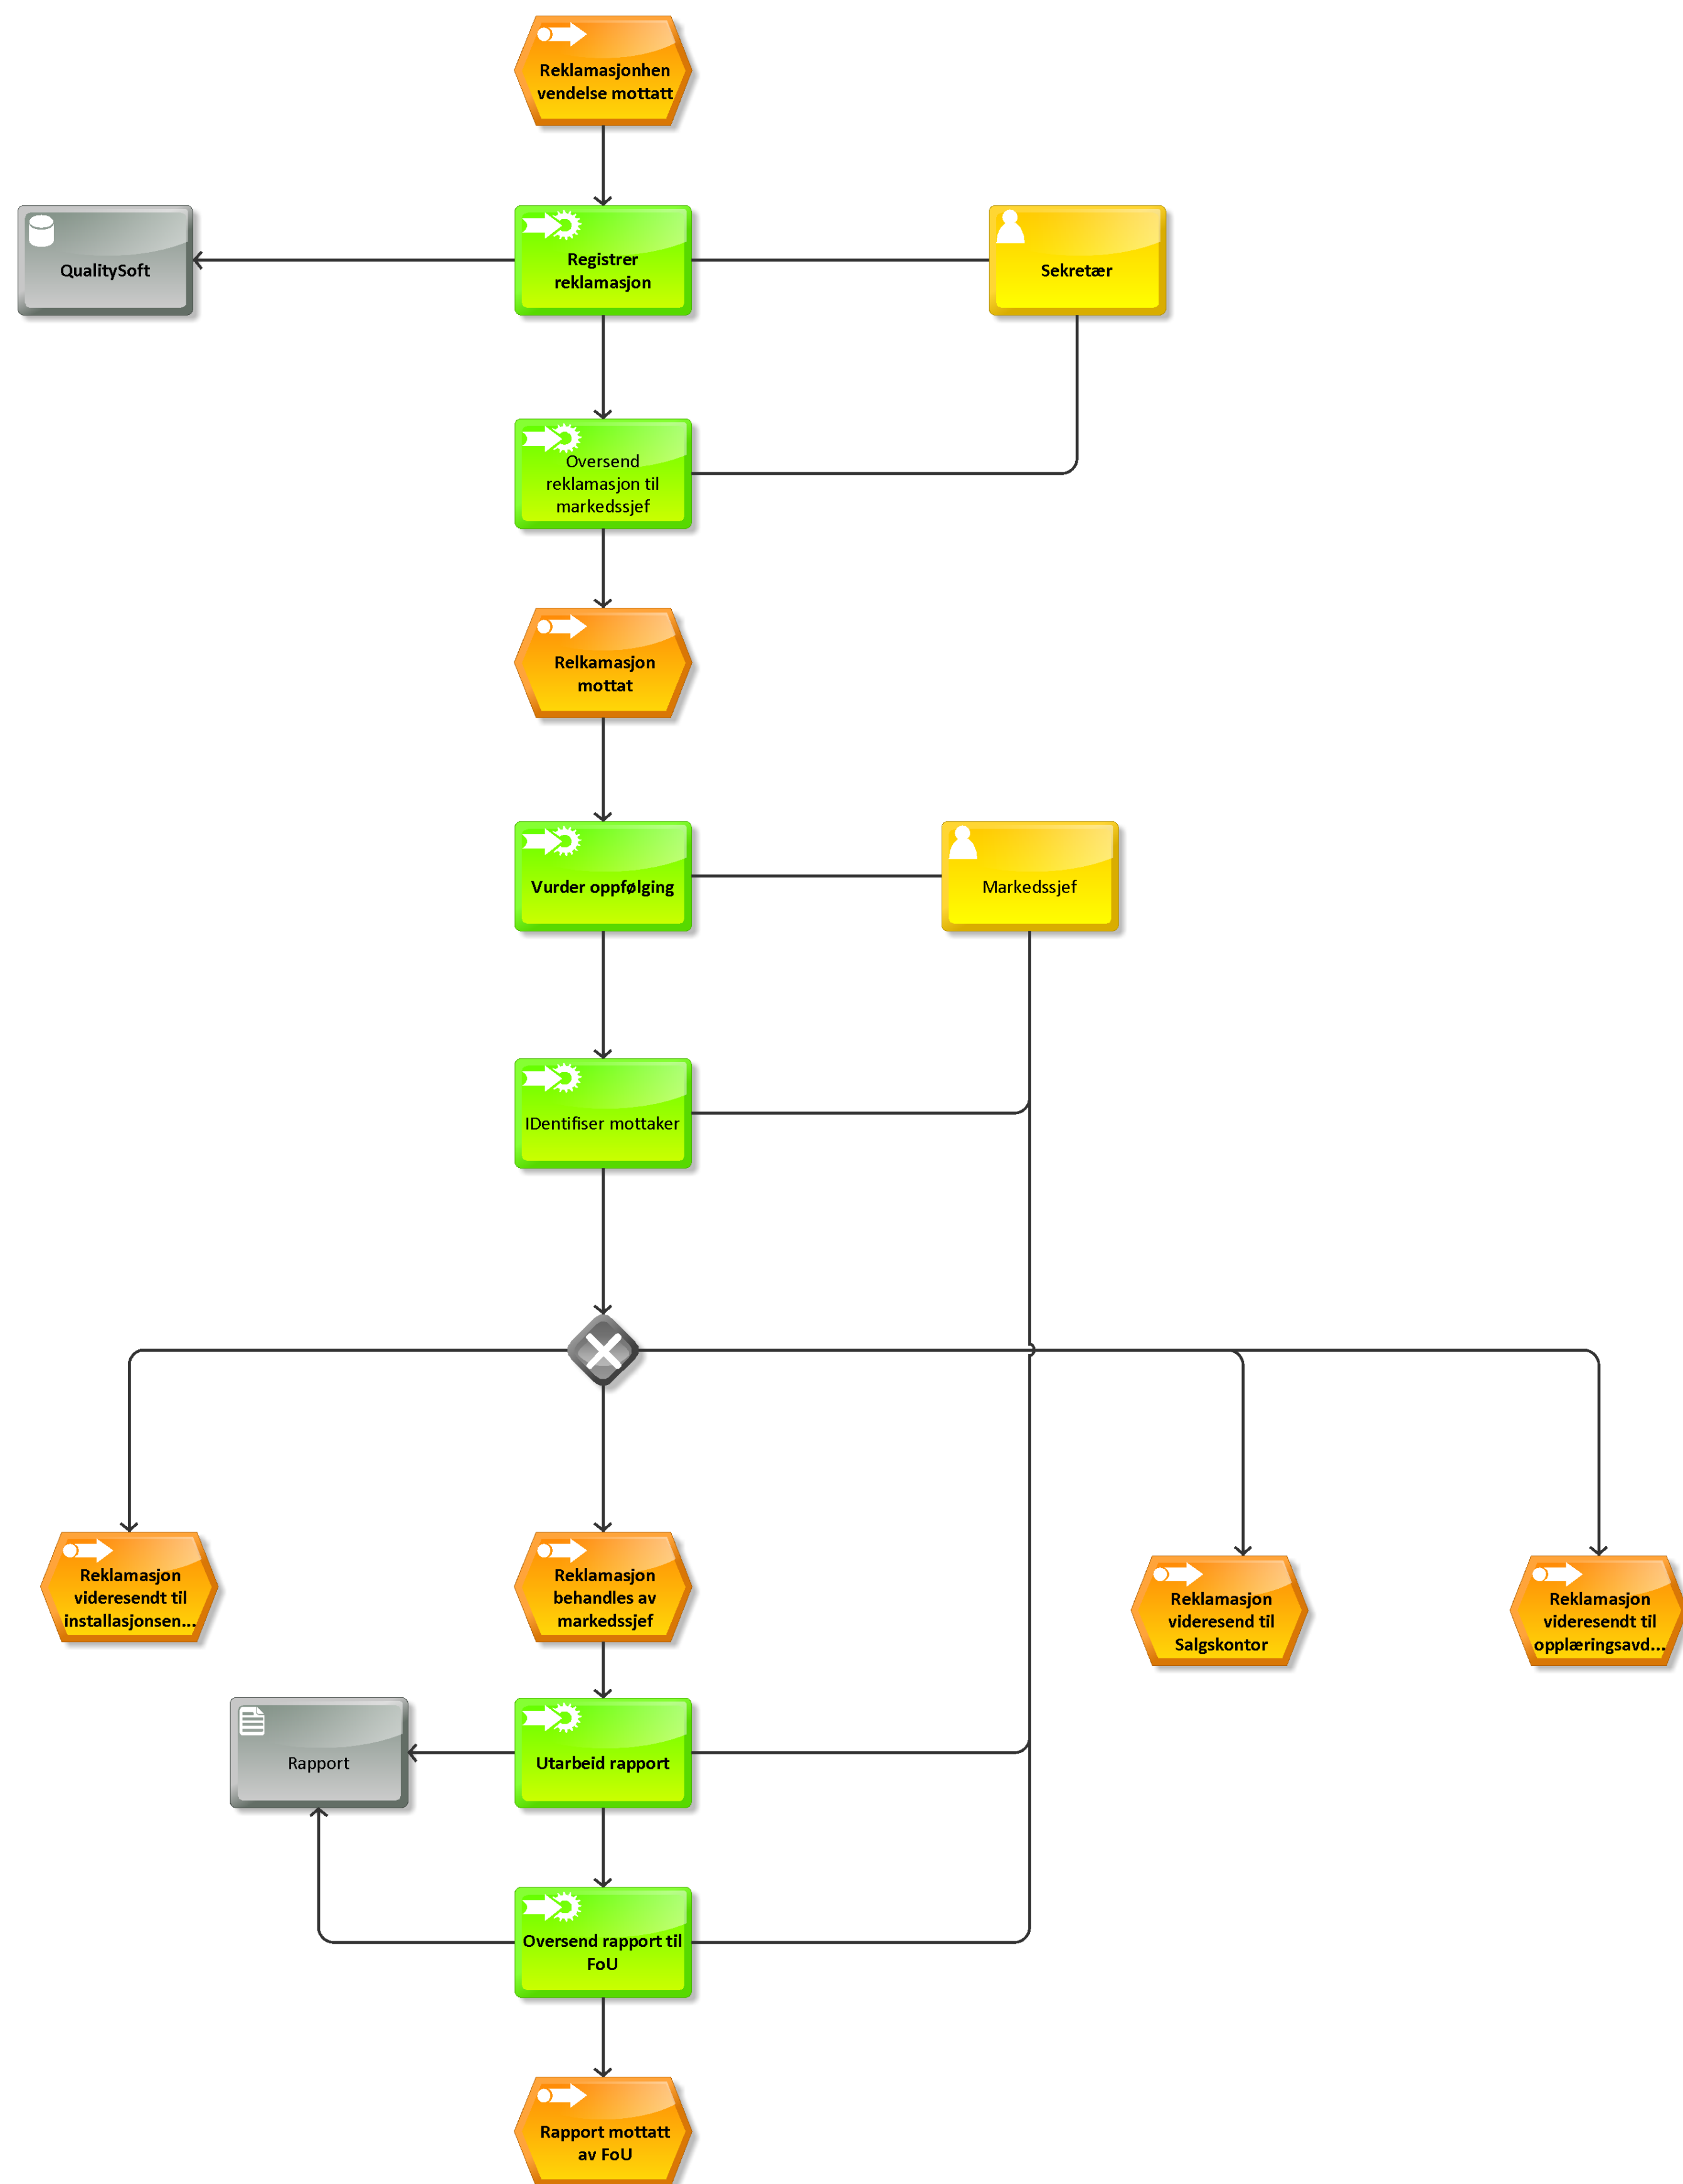 Reklamasjonhen
vendelse mottatt
QualitySoft
Registrer
reklamasjon
Sekretær
Oversend
reklamasjon til
markedssjef
Relkamasjon
mottat
Vurder oppfølging
Markedssjef
IDentifiser mottaker
Reklamasjon
videresendt til
installasjonsen...
Reklamasjon
behandles av
markedssjef
Reklamasjon
videresend til
Salgskontor
Reklamasjon
videresendt til
opplæringsavd...
Rapport
Utarbeid rapport
Oversend rapport til
FoU
Rapport mottatt
av FoU